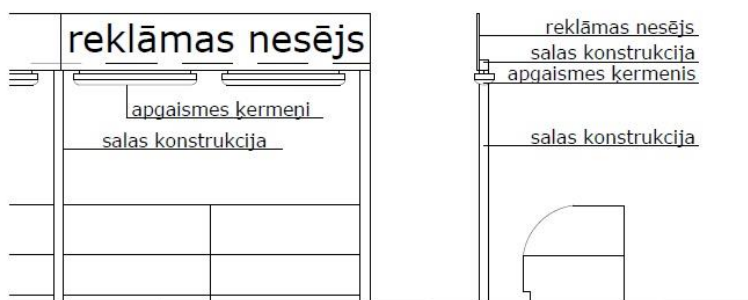 reklāmas nesējs
apgaismes ķermeņi
salas konstrukcija
reklāmas nesējs
salas konstrukcija
apgaismes ķermenis
salas konstrukcija